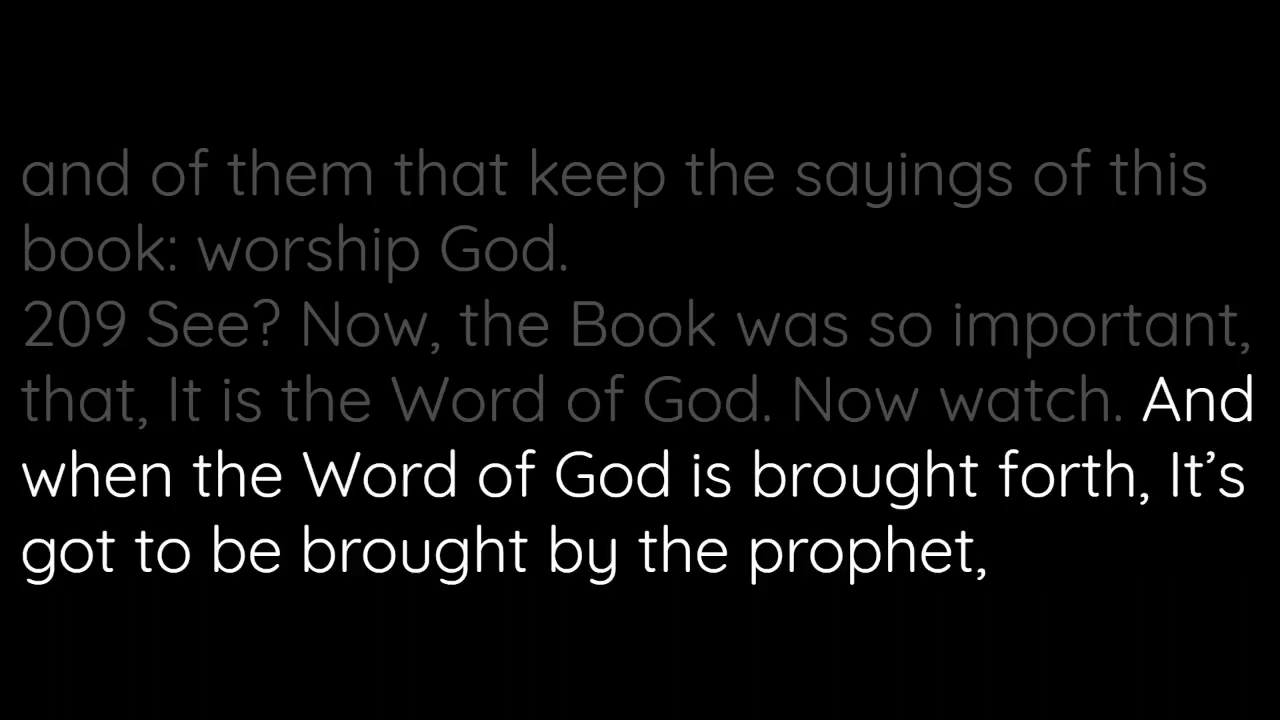 and of them that keep the sayings of this
book: worship God.
209 See? Now, the Book was so important,
that, It is the Word of God. Now watch. And
when the Word of God is brought forth, It’s
got to be brought by the prophet,